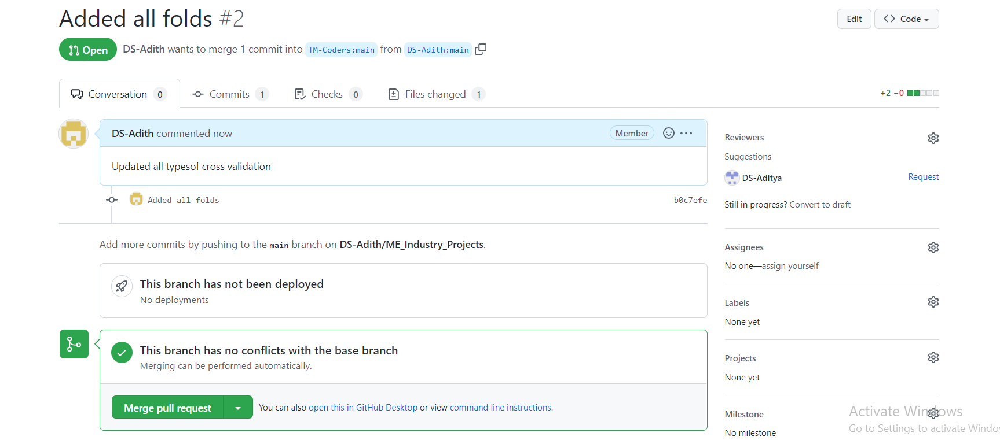 Added all folds #2
Edit
Code
Open
DS-Adith wants to merge 1 commit into TM-Coders:main from DS-Adith:main
Conversation 0
Commits 1
Checks 0
Files changed 1
+2 −0
DS-Adith commented now
Member
Updated all typesof cross validation
Added all folds
b0c7efe
Add more commits by pushing to the main branch on DS-Adith/ME_Industry_Projects.
This branch has not been deployed
No deployments
This branch has no conflicts with the base branch
Merging can be performed automatically.
Merge pull request
You can also open this in GitHub Desktop or view command line instructions.
Reviewers
Suggestions
DS-Aditya
Request
Still in progress? Convert to draft
Assignees
No one—assign yourself
Labels
None yet
Projects
None yet
Milestone
No milestone
Activate Windows
Go to Settings to activate Windo